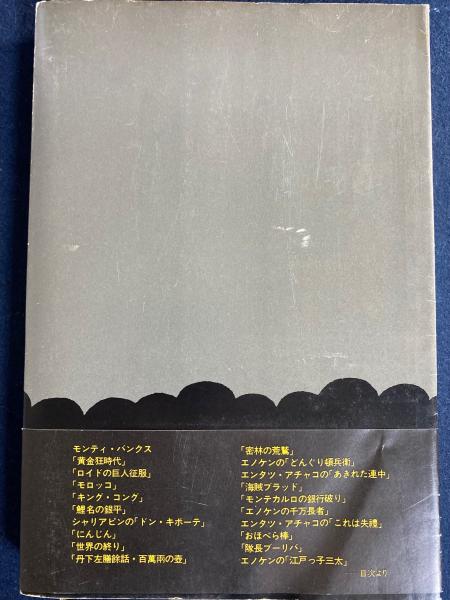 モンティ・バンクス
「黄金狂時代」
「ロイドの巨人征服」
「モロッコ」
「キング・コング」
「鯉名の銀平」
シャリアピンの「ドン・キホーテ」
「にんじん」
「世界の終り」
「丹下左膳餘話・百萬兩の壺」
「密林の荒鷲」
エノケンの「どんぐり頓兵衛」
エンタツ・アチャコの「あきれた連中」
「海賊ブラッド」
「モンテカルロの銀行破り」
「エノケンの千万長者」
エンタツ・アチャコの「これは失禮」
「おほべら棒」
「隊長ブーリバ」
エノケンの「江戸っ子三太」
目次より